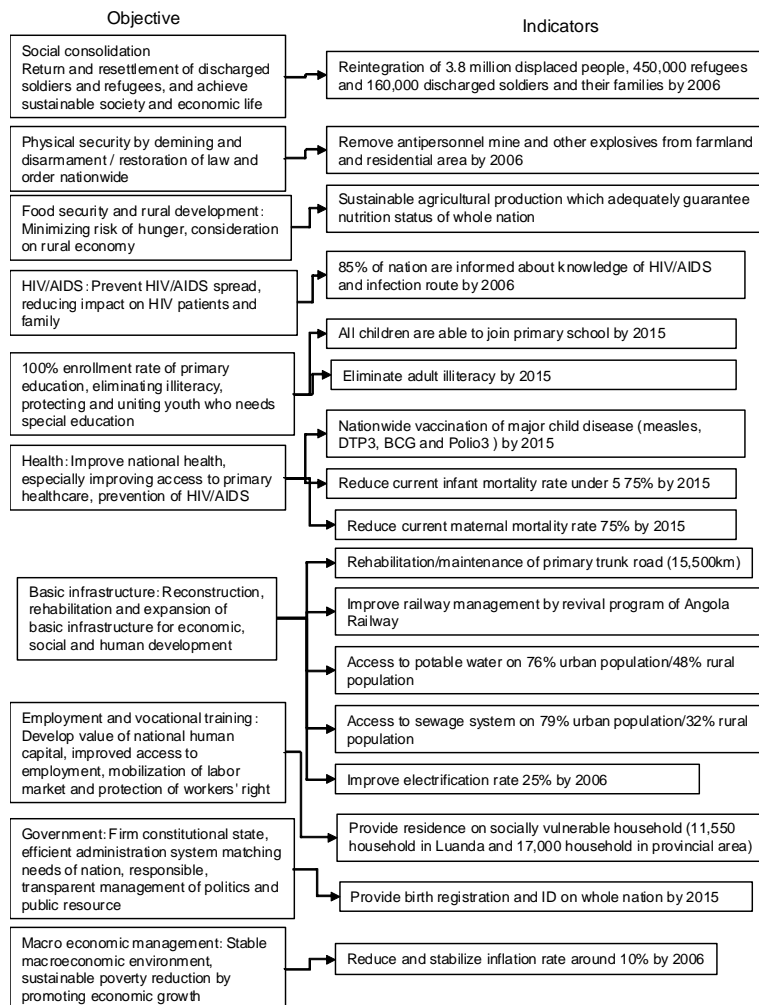 Objective
Indicators
Social consolidation
Return and resettlement of discharged
soldiers and refugees, and achieve
sustainable society and economic life
Reintegration of 3.8 million displaced people, 450,000 refugees
and 160,000 discharged soldiers and their families by 2006
Physical security by demining and
disarmament / restoration of law and
order nationwide
Remove antipersonnel mine and other explosives from farmland
and residential area by 2006
Food security and rural development:
Minimizing risk of hunger, consideration
on rural economy
Sustainable agricultural production which adequately guarantee
nutrition status of whole nation
HIV/AIDS: Prevent HIV/AIDS spread,
reducing impact on HIV patients and
family
85% of nation are informed about knowledge of HIV/AIDS
and infection route by 2006
100% enrollment rate of primary
education, eliminating illiteracy,
protecting and uniting youth who needs
special education
All children are able to join primary school by 2015
Eliminate adult illiteracy by 2015
Health: Improve national health,
especially improving access to primary
healthcare, prevention of HIV/AIDS
Nationwide vaccination of major child disease (measles,
DTP3, BCG and Polio3 ) by 2015
Reduce current infant mortality rate under 5 75% by 2015
Reduce current maternal mortality rate 75% by 2015
Basic infrastructure: Reconstruction,
rehabilitation and expansion of
basic infrastructure for economic,
social and human development
Rehabilitation/maintenance of primary trunk road (15,500km)
Improve railway management by revival program of Angola
Railway
Access to potable water on 76% urban population/48% rural
population
Access to sewage system on 79% urban population/32% rural
population
Improve electrification rate 25% by 2006
Employment and vocational training :
Develop value of national human
capital, improved access to
employment, mobilization of labor
market and protection of workers' right
Provide residence on socially vulnerable household (11,550
household in Luanda and 17,000 household in provincial area)
Government: Firm constitutional state,
efficient administration system matching
needs of nation, responsible,
transparent management of politics and
public resource
Provide birth registration and ID on whole nation by 2015
Macro economic management: Stable
macroeconomic environment,
sustainable poverty reduction by
promoting economic growth
Reduce and stabilize inflation rate around 10% by 2006